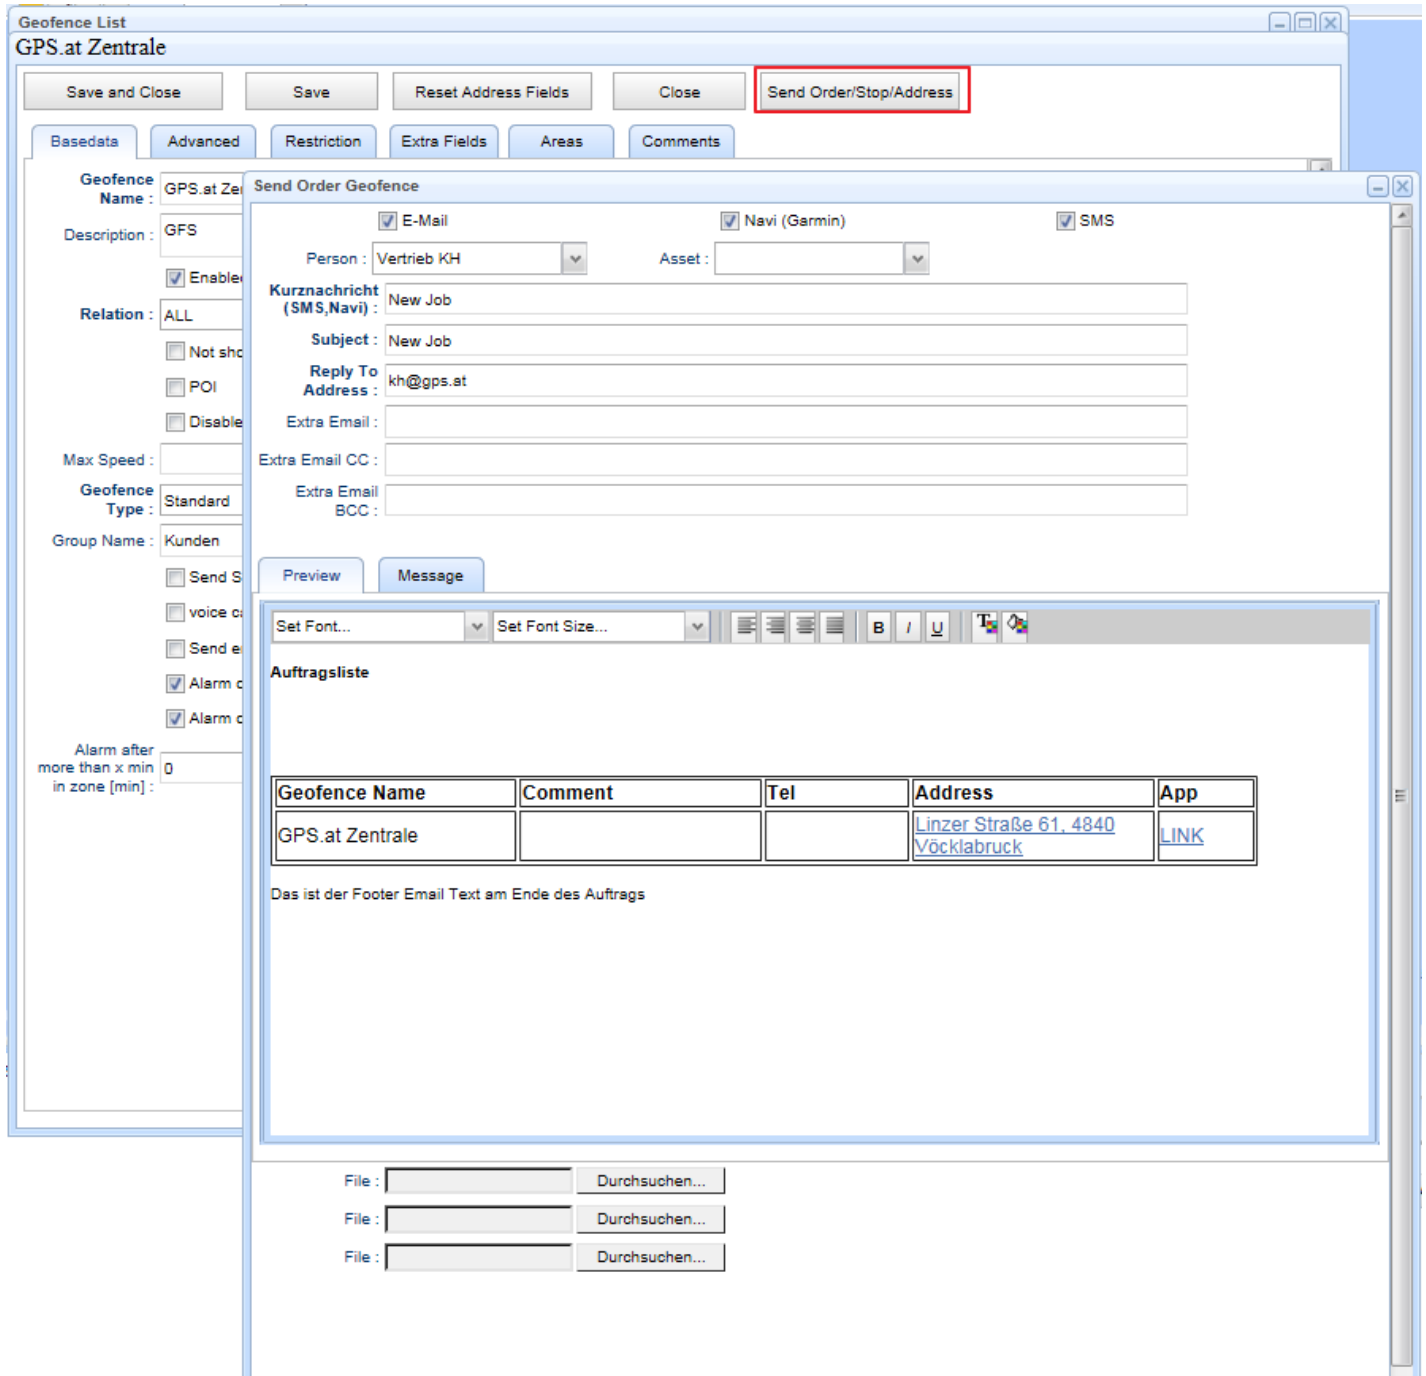 Geofence List
GPS.at Zentrale
Save and Close Save Reset Address Fields Close Send Order/Stop/Address
Basedata Advanced Restriction Extra Fields Areas Comments
Geofence Name : GPS.at Ze
Description : GFS
Enable
Relation : ALL
Not sho
POI
Disable
Max Speed :
Geofence Type : Standard
Group Name : Kunden
Send S
voice c
Send e
Alarm
Alarm
Alarm after
more than x min
in zone [min] : 0
Send Order Geofence
E-Mail Navi (Garmin) SMS
Person : Vertrieb KH Asset :
Kurznachricht
(SMS,Navi) : New Job
Subject : New Job
Reply To
Address : kh@gps.at
Extra Email :
Extra Email CC :
Extra Email
BCC :
Preview Message
Set Font... Set Font Size... B I U T
Auftragsliste
Geofence Name Comment Tel Address App
GPS.at Zentrale Linzer Straße 61, 4840 LINK
Vöcklabruck
Das ist der Footer Email Text am Ende des Auftrags
File : Durchsuchen...
File : Durchsuchen...
File : Durchsuchen...